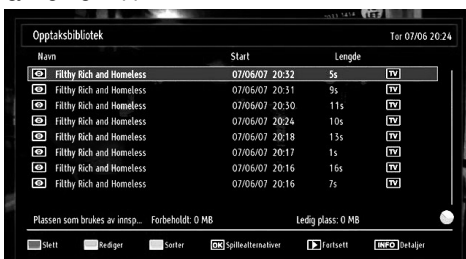 Opptaksbibliotek Tor 07/06 20:24
Navn Start Lengde
Filthy Rich and Homeless 07/06/07 20:32 5s TV
Filthy Rich and Homeless 07/06/07 20:31 9s TV
Filthy Rich and Homeless 07/06/07 20:30 11s TV
Filthy Rich and Homeless 07/06/07 20:24 10s TV
Filthy Rich and Homeless 07/06/07 20:18 13s TV
Filthy Rich and Homeless 07/06/07 20:17 1s TV
Filthy Rich and Homeless 07/06/07 20:16 16s TV
Filthy Rich and Homeless 07/06/07 20:16 7s TV
Plassen som brukes av innsp... Forbeholdt: 0 MB Ledig plass: 0 MB
Slett Rediger Sorter OK Spillealternativer Fortsett INFO Detaljer